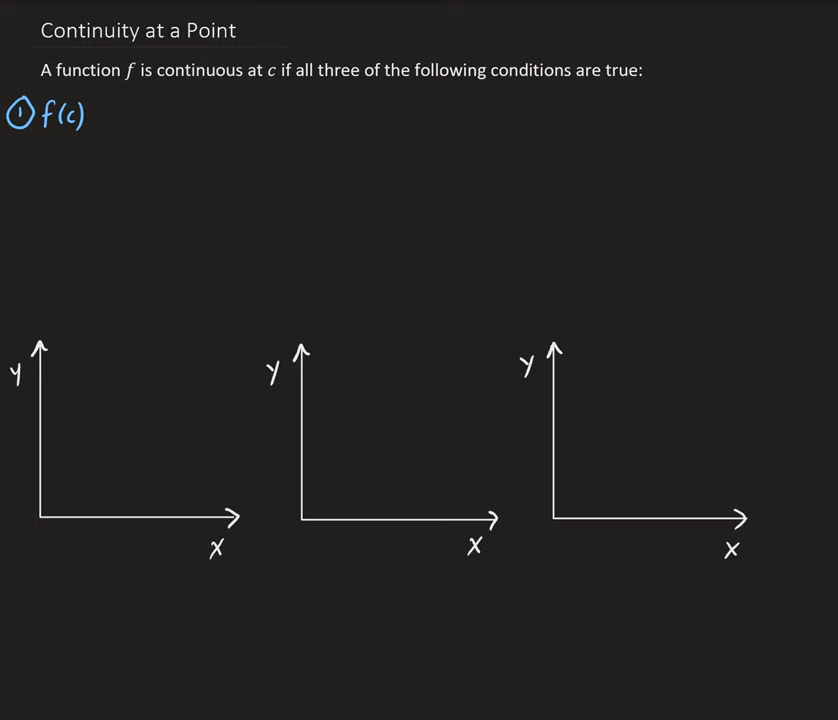 Continuity at a Point
A function f is continuous at c if all three of the following conditions are true:
① f(c)
y
y
y
x
x
x